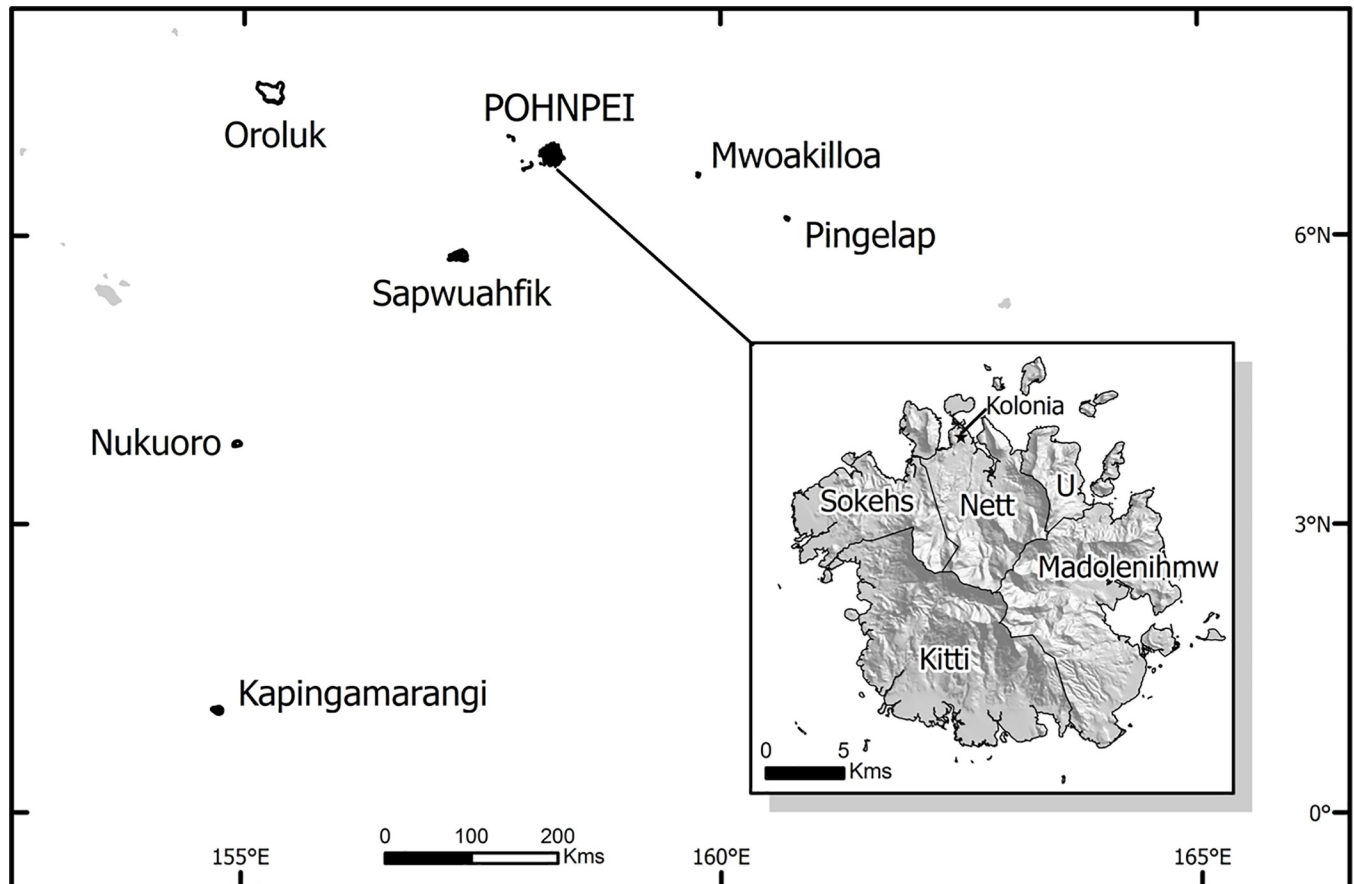 POHNPEI
Oroluk
Mwoakilloa
Pingelap
6°N
Sapwuahfik
Kolonia
Nukuoro
Sokehs
Nett
U
3°N
Madolenihmw
Kitti
Kapingamarangi
0 5
Kms
0°
0 100 200
Kms
155°E 160°E 165°E